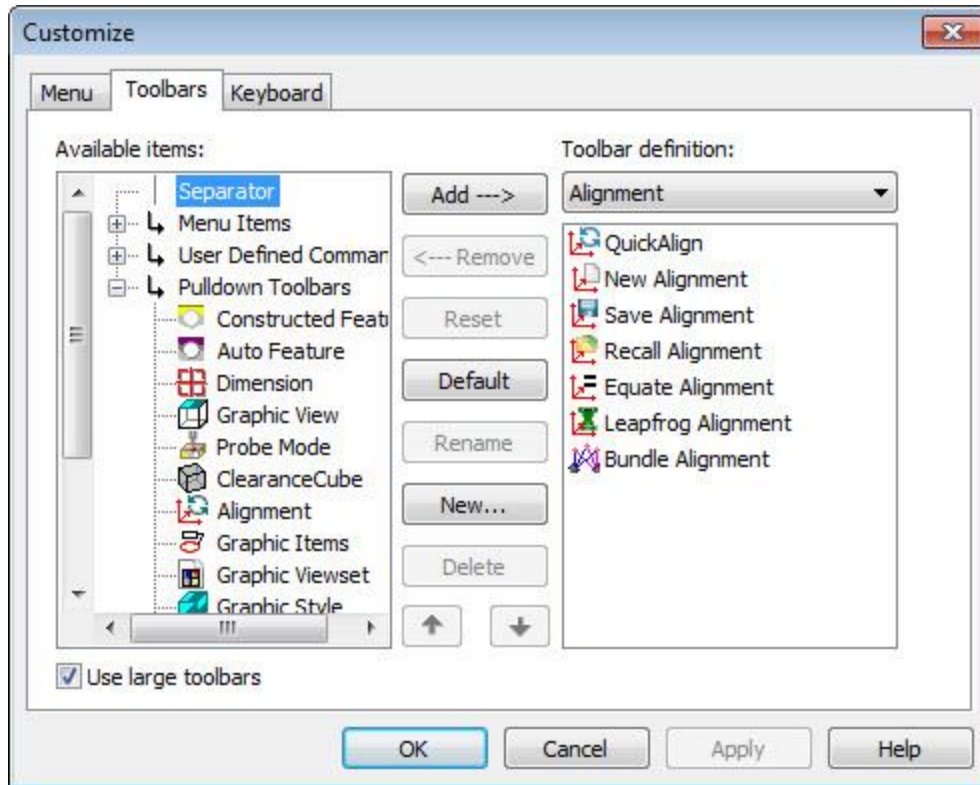 Customize
Menu
Toolbars
Keyboard
Available items:
Separator
Menu Items
User Defined Comman
Pulldown Toolbars
Constructed Feat
Auto Feature
Dimension
Graphic View
Probe Mode
ClearanceCube
Alignment
Graphic Items
Graphic Viewset
Graphic Style
Add --->
<--- Remove
Reset
Default
Rename
New...
Delete
Toolbar definition:
Alignment
QuickAlign
New Alignment
Save Alignment
Recall Alignment
Equate Alignment
Leapfrog Alignment
Bundle Alignment
Use large toolbars
OK
Cancel
Apply
Help